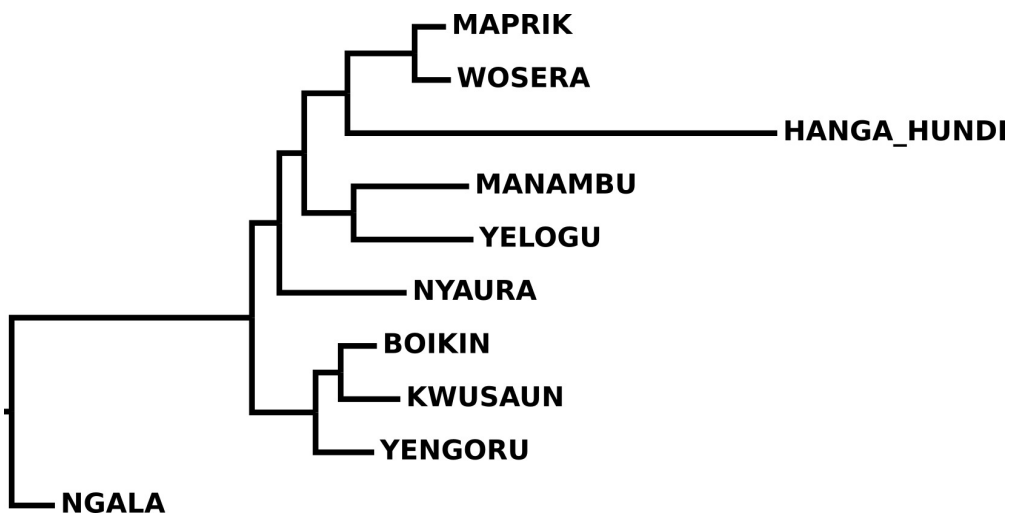 MAPRIK
WOSERA
HANGA_HUNDI
MANAMBU
YELOGU
NYAURA
BOIKIN
KWUSAUN
YENGORU
NGALA